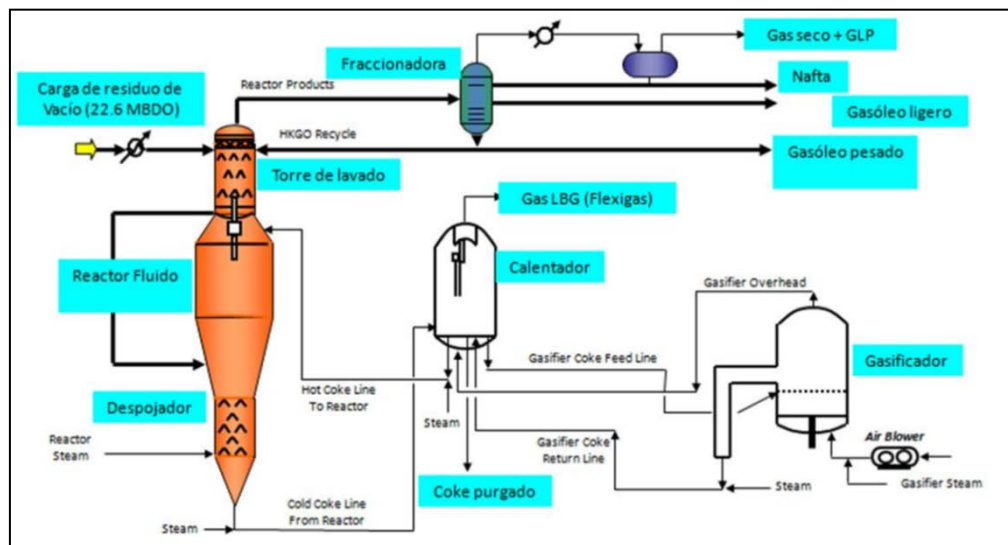 Gas seco + GLP
Fraccionadora
Nafta
Reactor Products
Carga de residuo de
Vacío (22.6 MBDO)
Gasóleo ligero
HKGO Recycle
Gasóleo pesado
Torre de lavado
Gas LBG (Flexigas)
Reactor Fluido
Calentador
Gasifier Overhead
Gasifier Coke Feed Line
Gasificador
Hot Coke Line
To Reactor
Despojador
Steam
Reactor
Steam
Gasifier Coke
Return Line
Air Blower
Coke purgado
Steam
Gasifier Steam
Cold Coke Line
From Reactor
Steam